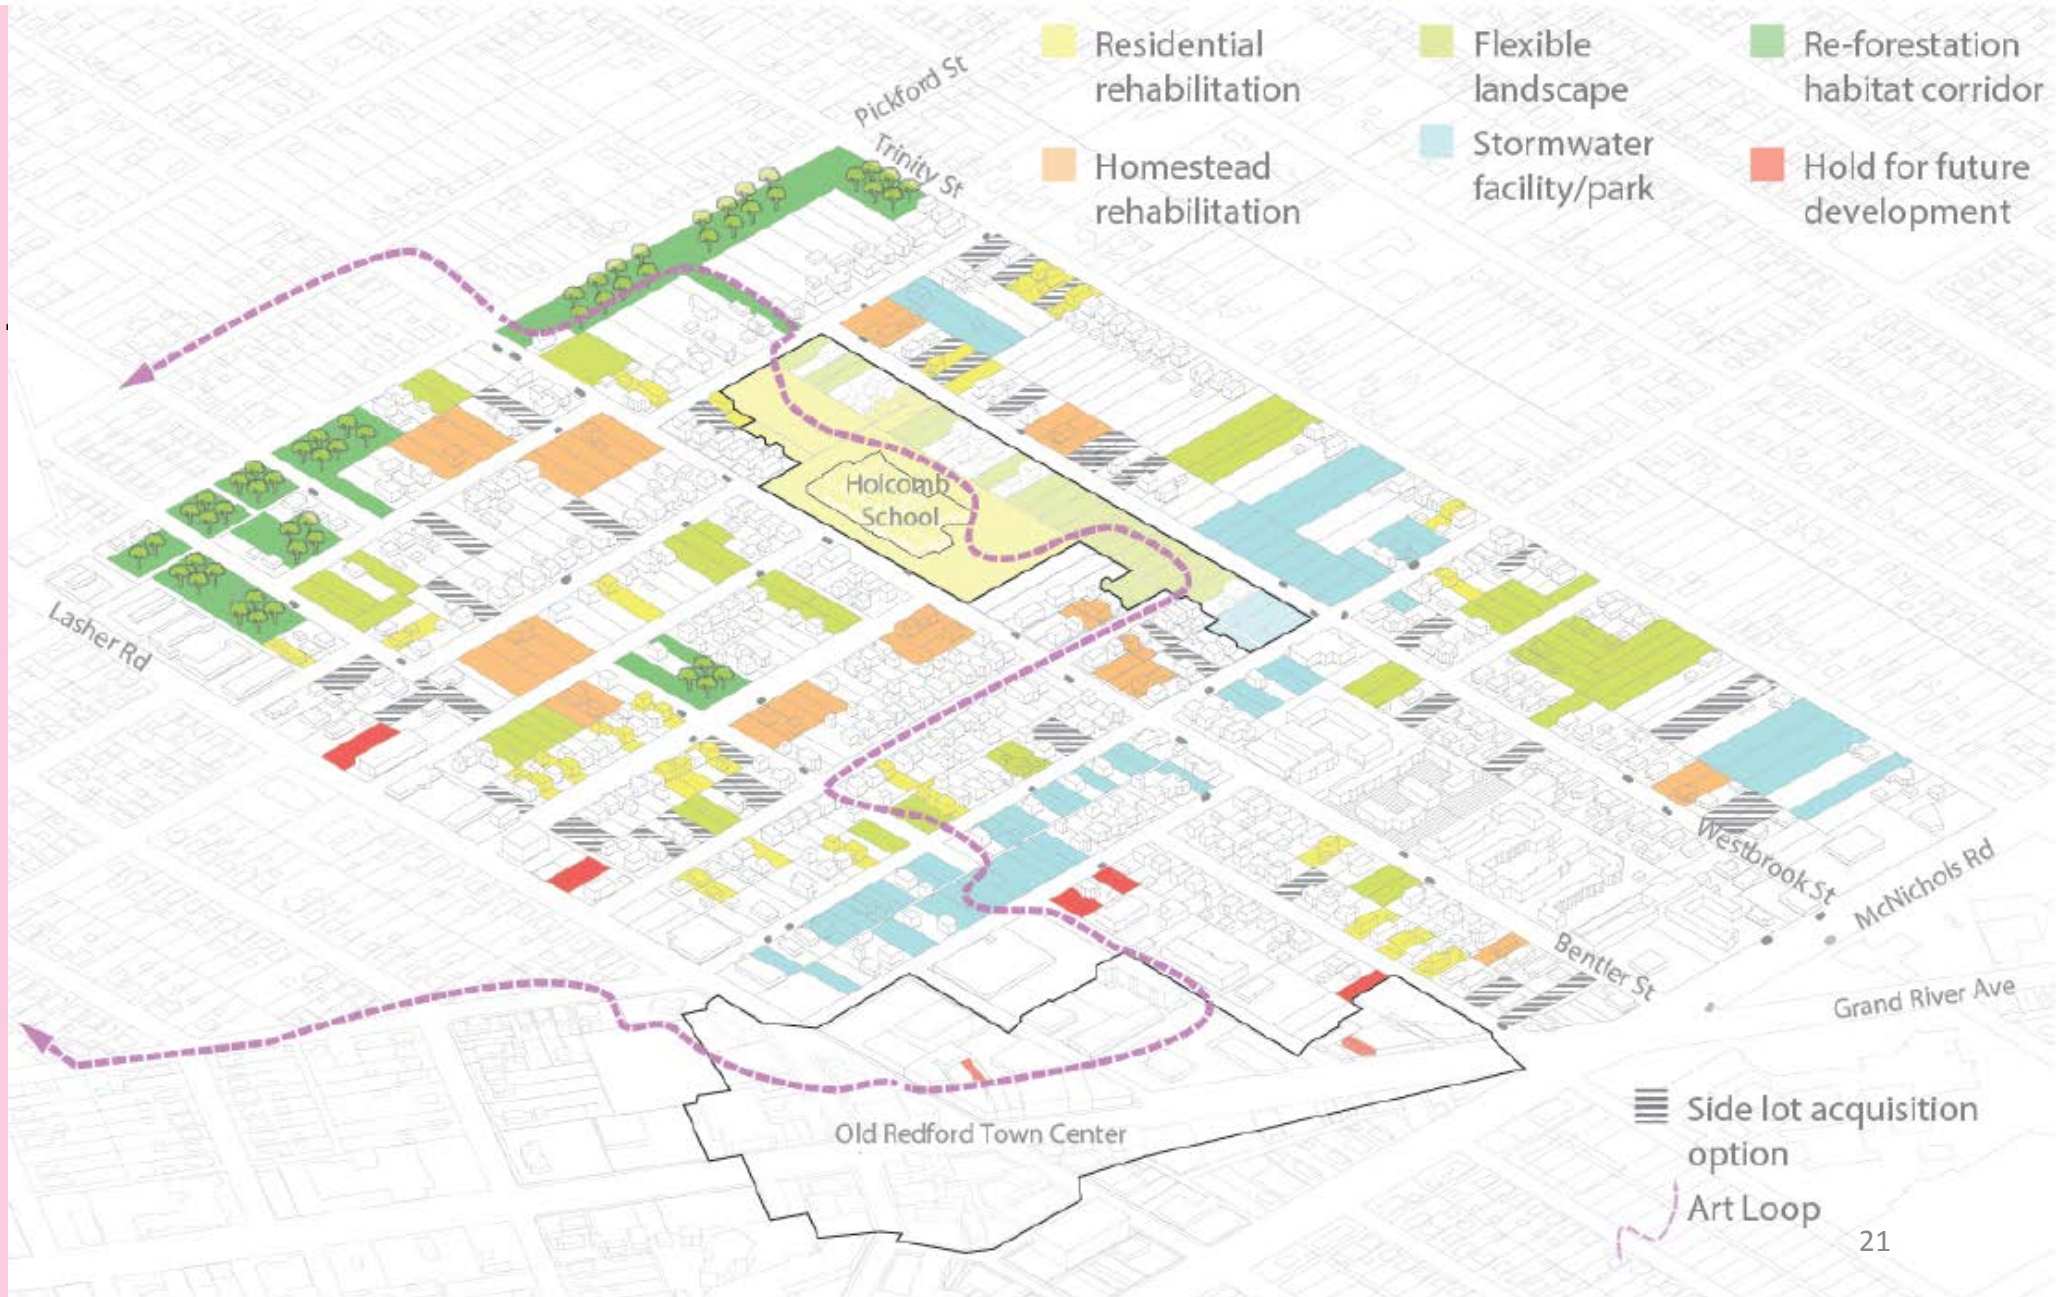 Residential
rehabilitation
Homestead
rehabilitation
Flexible
landscape
Stormwater
facility/park
Re-forestation
habitat corridor
Hold for future
development
Pickford St
Trinity St
Holcomb
School
Lasher Rd
Westbrook St
McNichols Rd
Bentler St
Grand River Ave
Old Redford Town Center
Side lot acquisition
option
Art Loop
21